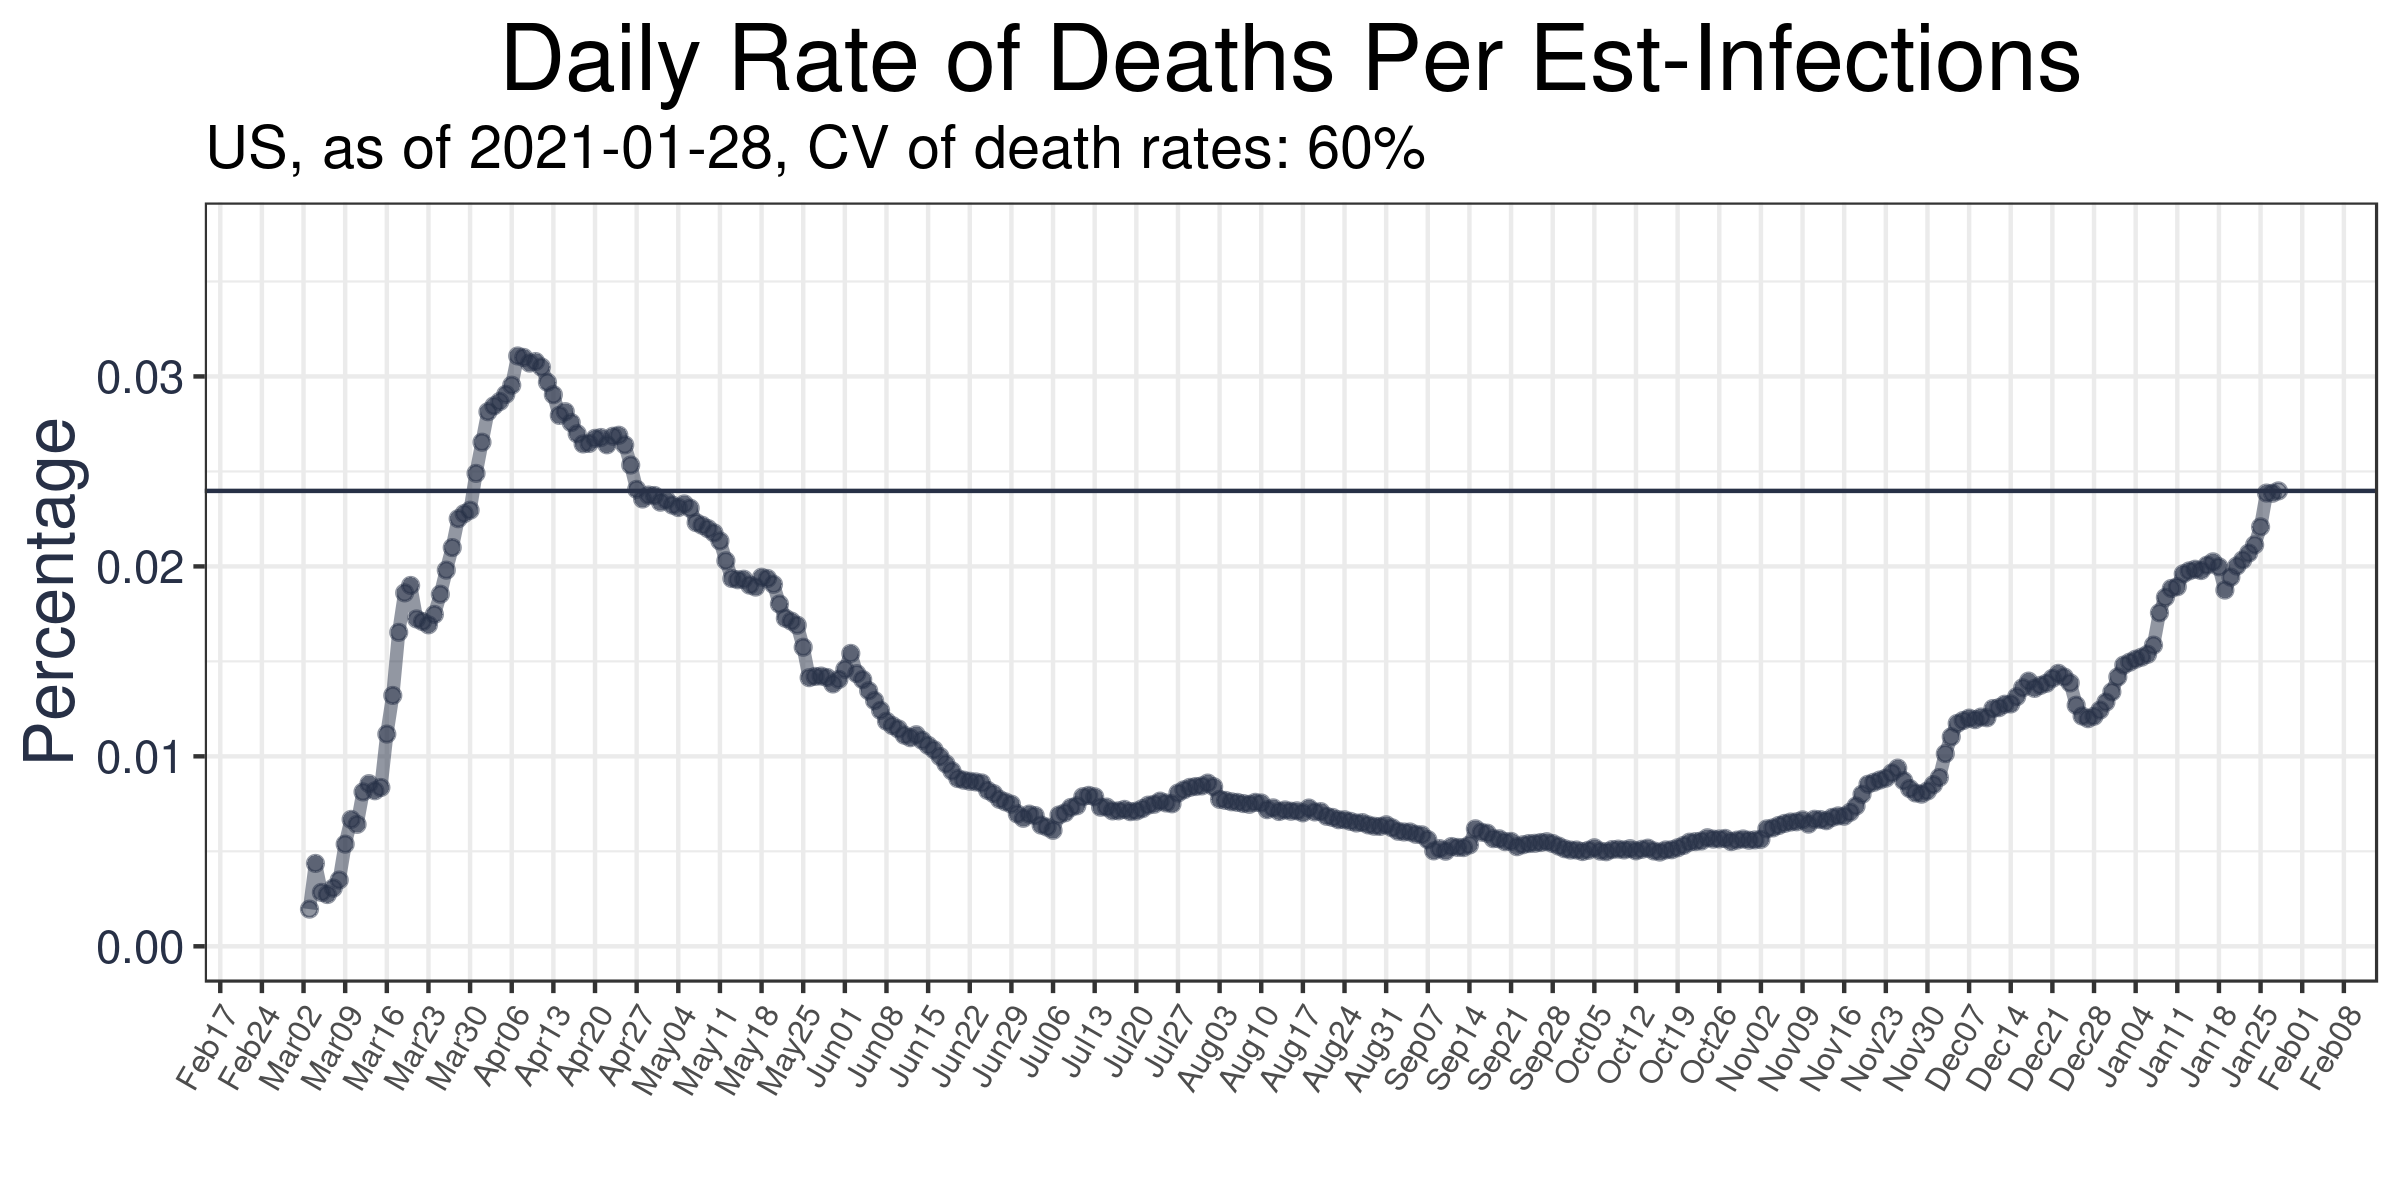 Daily Rate of Deaths Per Est-Infections
US, as of 2021-01-28, CV of death rates: 60%
Percentage
0.03
0.02
0.01
0.00
Feb17
Feb24
Mar02
Mar09
Mar16
Mar23
Mar30
Apr06
Apr13
Apr20
Apr27
May04
May11
May18
May25
Jun01
Jun08
Jun15
Jun22
Jun29
Jul06
Jul13
Jul20
Jul27
Aug03
Aug10
Aug17
Aug24
Aug31
Sep07
Sep14
Sep21
Sep28
Oct05
Oct12
Oct19
Oct26
Nov02
Nov09
Nov16
Nov23
Nov30
Dec07
Dec14
Dec21
Dec28
Jan04
Jan11
Jan18
Jan25
Feb01
Feb08